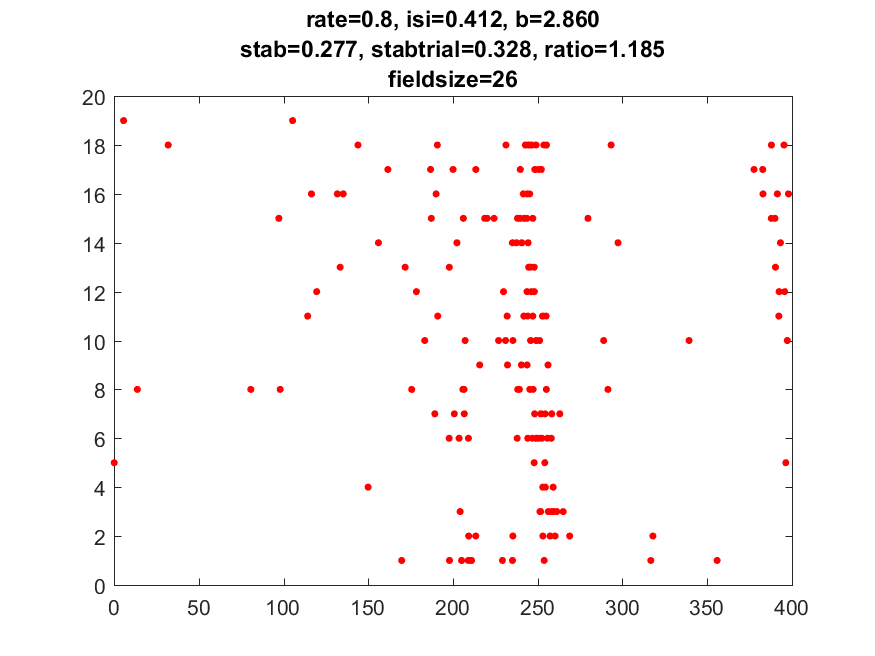 rate=0.8, isi=0.412, b=2.860
stab=0.277, stabtrial=0.328, ratio=1.185
fieldsize=26
20
18
16
14
12
10
8
6
4
2
0
0 50 100 150 200 250 300 350 400